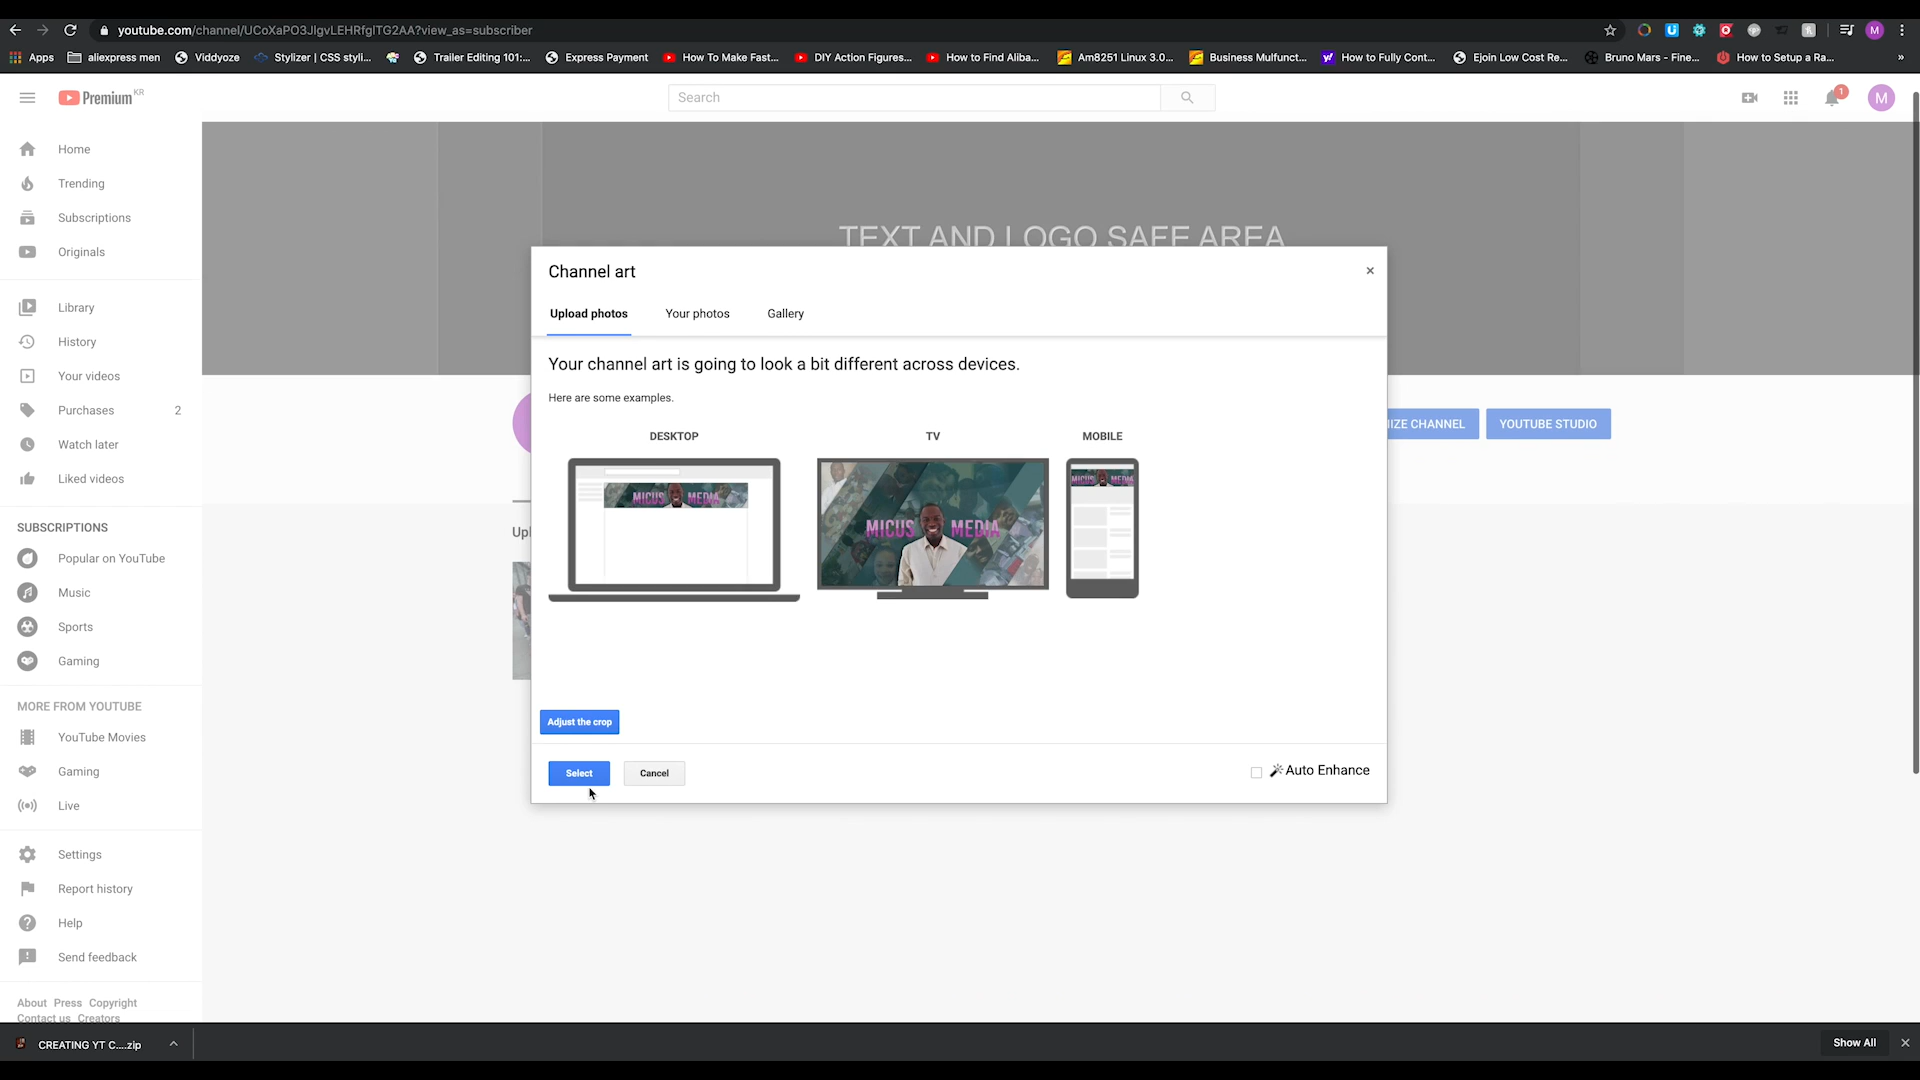 youtube.com/channel/UCoXaPO3JlgvLEHRfglTG2AA?view_as=subscriber
M
Apps aliexpress men Viddyoze Stylizer | CSS styli... Trailer Editing 101:... Express Payment How To Make Fast... DIY Action Figures... How to Find Aliba... Am8251 Linux 3.0... Business Mulfunct... How to Fully Cont... Ejoin Low Cost Re... Bruno Mars - Fine... How to Setup a Ra... »
Premium KR
Search
1
M
Home
Trending
Subscriptions
Originals
Library
History
Your videos
Purchases 2
Watch later
Liked videos
SUBSCRIPTIONS
Popular on YouTube
Music
Sports
Gaming
MORE FROM YOUTUBE
YouTube Movies
Gaming
Live
Settings
Report history
Help
Send feedback
About Press Copyright
Contact us Creators
TEXT AND LOGO SAFE AREA
IZE CHANNEL YOUTUBE STUDIO
Upl
Channel art ×
Upload photos Your photos Gallery
Your channel art is going to look a bit different across devices.
Here are some examples.
DESKTOP TV MOBILE
MICUS MEDIA
MICUS MEDIA
MICUS MEDIA
Adjust the crop
Select Cancel Auto Enhance
CREATING YT C....zip
Show All